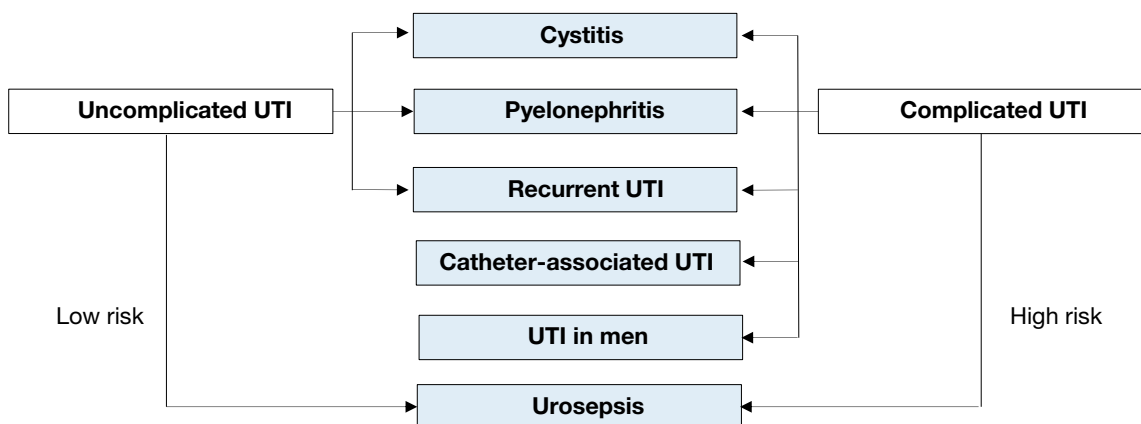 Cystitis
Uncomplicated UTI
Pyelonephritis
Complicated UTI
Recurrent UTI
Catheter-associated UTI
Low risk
UTI in men
High risk
Urosepsis